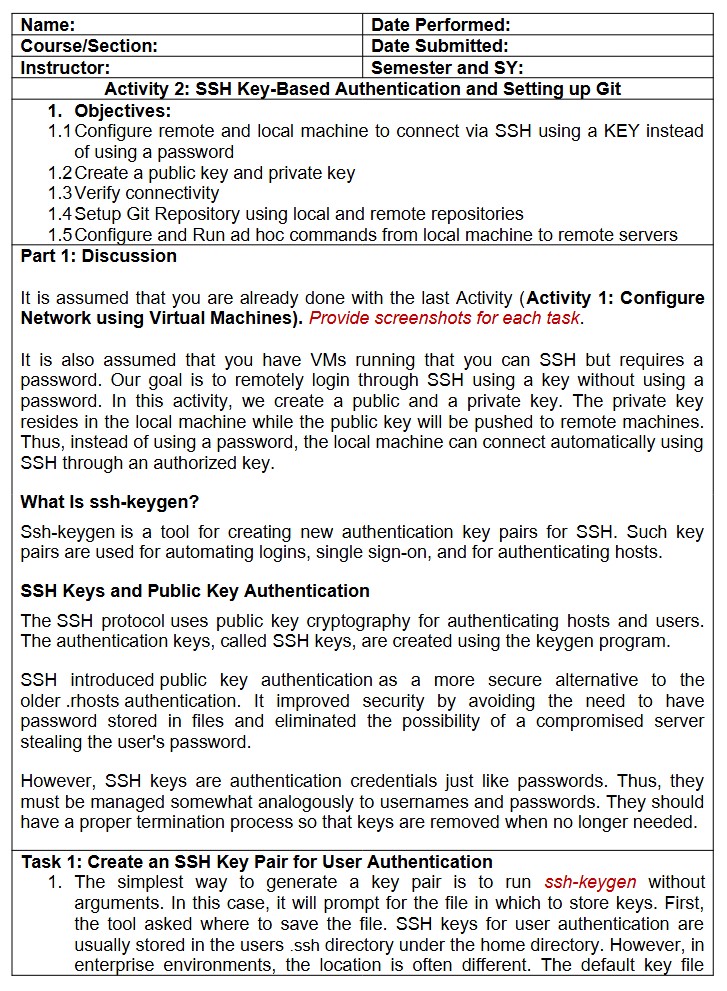 Name:
Date Performed:
Course/Section:
Date Submitted:
Instructor:
Semester and SY:
Activity 2: SSH Key-Based Authentication and Setting up Git
1. Objectives:
1.1 Configure remote and local machine to connect via SSH using a KEY instead
of using a password
1.2 Create a public key and private key
1.3 Verify connectivity
1.4 Setup Git Repository using local and remote repositories
1.5 Configure and Run ad hoc commands from local machine to remote servers
Part 1: Discussion
It is assumed that you are already done with the last Activity (Activity 1: Configure
Network using Virtual Machines). Provide screenshots for each task.
It is also assumed that you have VMs running that you can SSH but requires a
password. Our goal is to remotely login through SSH using a key without using a
password. In this activity, we create a public and a private key. The private key
resides in the local machine while the public key will be pushed to remote machines.
Thus, instead of using a password, the local machine can connect automatically using
SSH through an authorized key.
What Is ssh-keygen?
Ssh-keygen is a tool for creating new authentication key pairs for SSH. Such key
pairs are used for automating logins, single sign-on, and for authenticating hosts.
SSH Keys and Public Key Authentication
The SSH protocol uses public key cryptography for authenticating hosts and users.
The authentication keys, called SSH keys, are created using the keygen program.
SSH introduced public key authentication as a more secure alternative to the
older .rhosts authentication. It improved security by avoiding the need to have
password stored in files and eliminated the possibility of a compromised server
stealing the user's password.
However, SSH keys are authentication credentials just like passwords. Thus, they
must be managed somewhat analogously to usernames and passwords. They should
have a proper termination process so that keys are removed when no longer needed.
Task 1: Create an SSH Key Pair for User Authentication
1. The simplest way to generate a key pair is to run ssh-keygen without
arguments. In this case, it will prompt for the file in which to store keys. First,
the tool asked where to save the file. SSH keys for user authentication are
usually stored in the users .ssh directory under the home directory. However, in
enterprise environments, the location is often different. The default key file